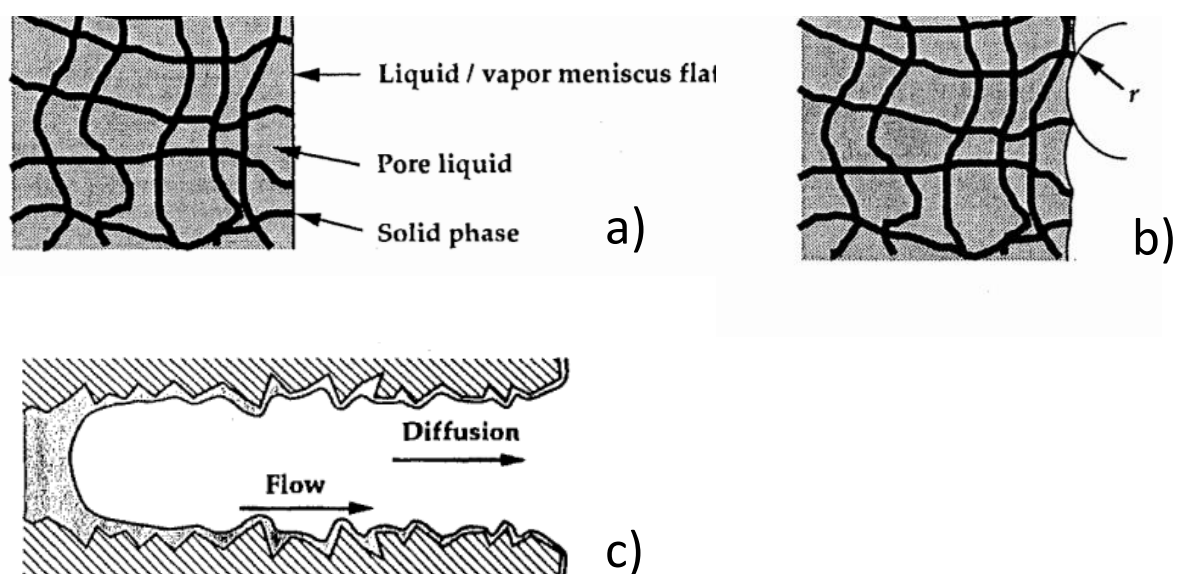 Liquid / vapor meniscus flat
Pore liquid
Solid phase
a)
r
b)
Diffusion
Flow
c)